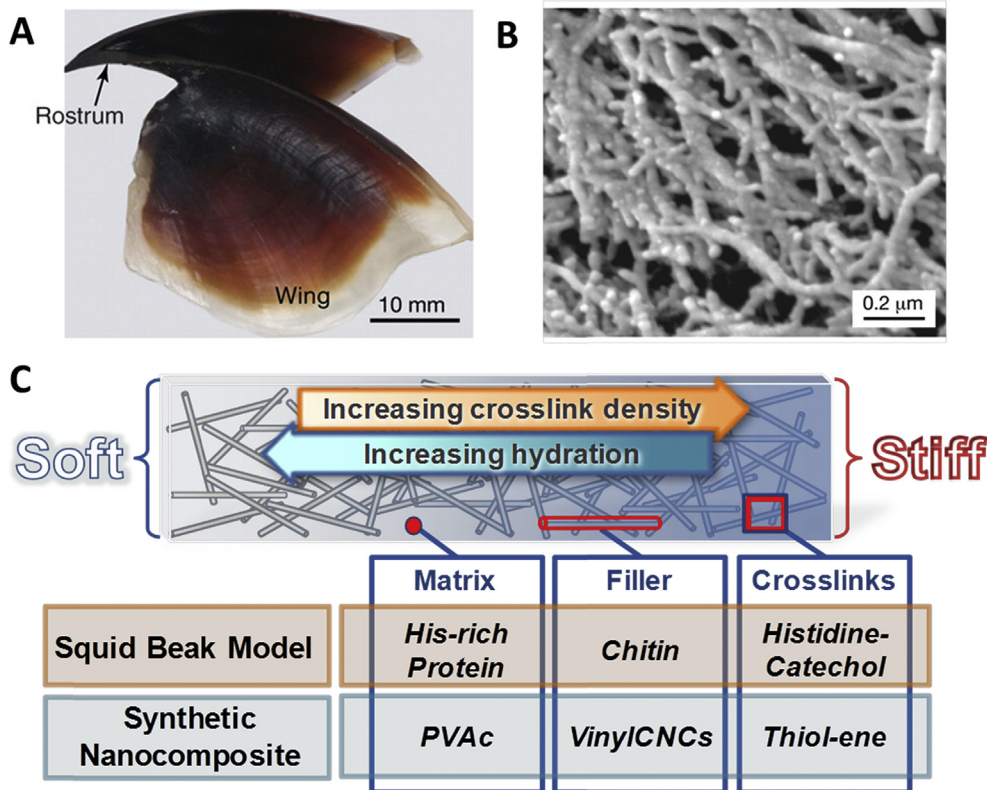 A
Rostrum
Wing
10 mm
B
0.2 µm
C
Increasing crosslink density
Increasing hydration
Soft
Stiff
Matrix
Filler
Crosslinks
Squid Beak Model
His-rich
Protein
Chitin
Histidine-
Catechol
Synthetic
Nanocomposite
PVAc
VinylCNCs
Thiol-ene